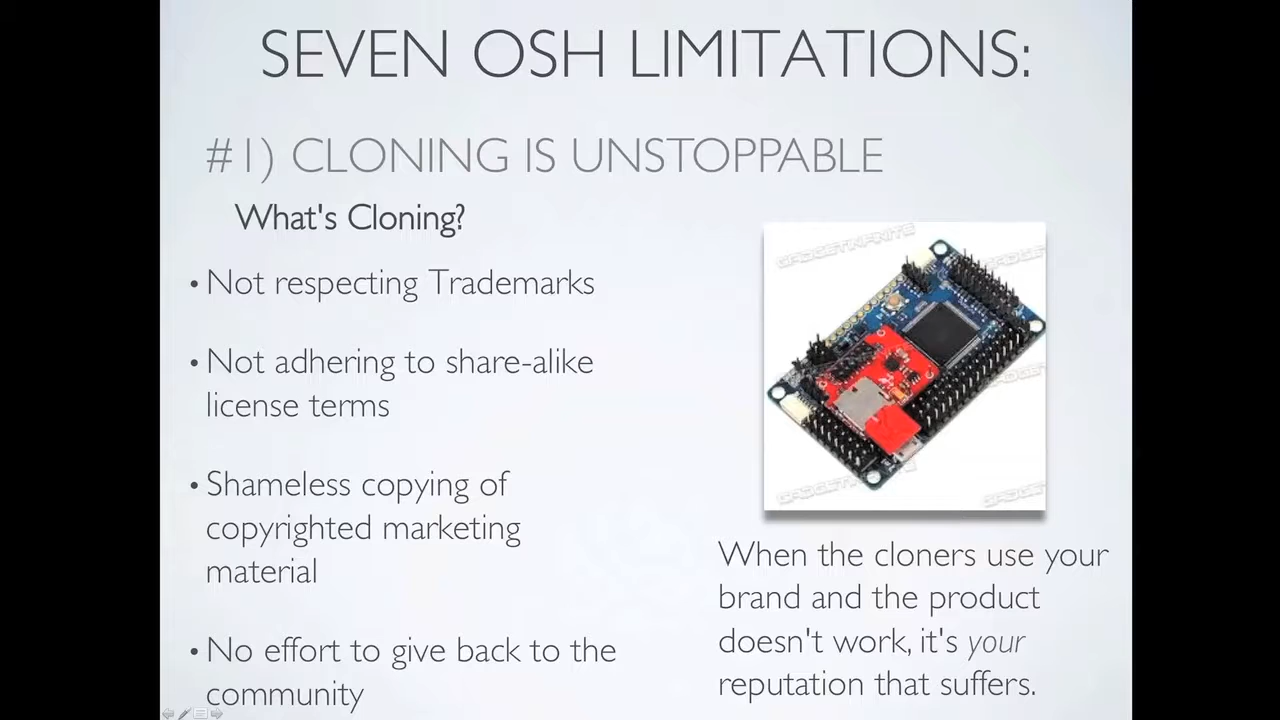 SEVEN OSH LIMITATIONS:
#1) CLONING IS UNSTOPPABLE
What's Cloning?
• Not respecting Trademarks
• Not adhering to share-alike
license terms
• Shameless copying of
copyrighted marketing
material
• No effort to give back to the
community
GADGETINFINITE
GADGETINFINITE
When the cloners use your
brand and the product
doesn't work, it's your
reputation that suffers.